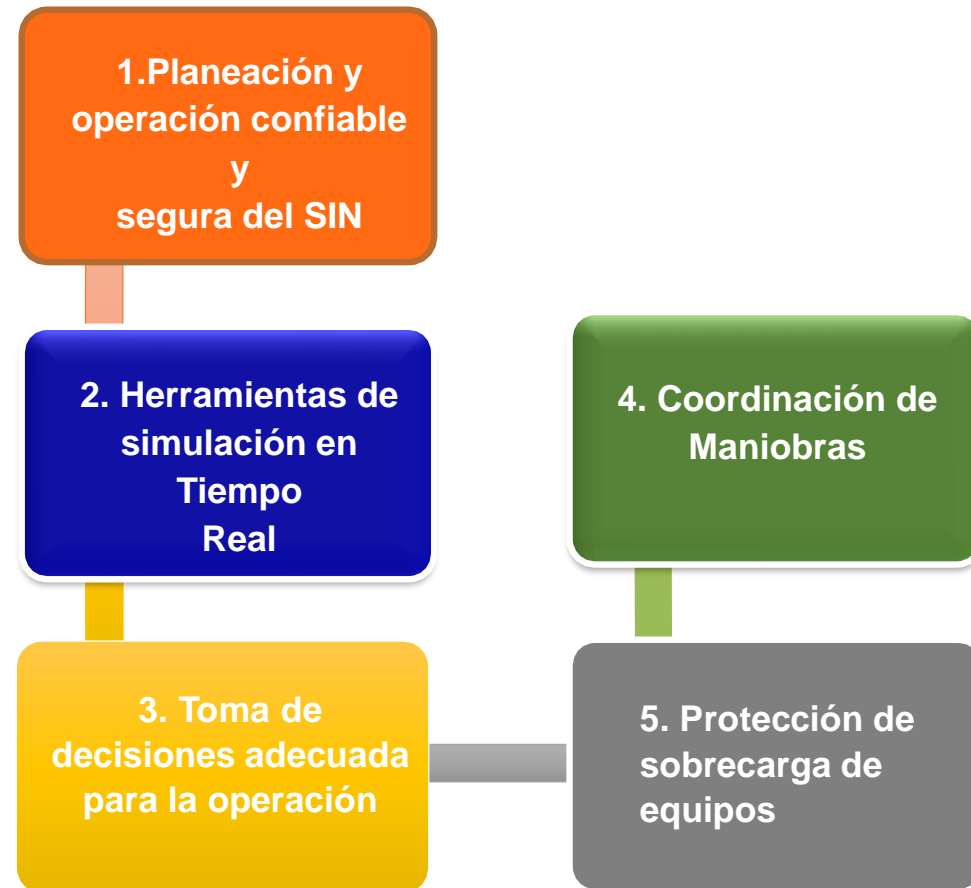 1.Planeación y
operación confiable
y
segura del SIN
2. Herramientas de
simulación en
Tiempo
Real
3. Toma de
decisiones adecuada
para la operación
4. Coordinación de
Maniobras
5. Protección de
sobrecarga de
equipos